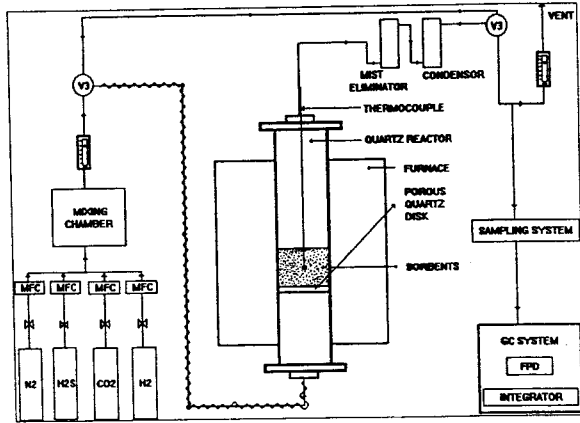 VENT
V3
V3
MIST
ELIMINATOR
CONDENSOR
THERMOCOUPLE
QUARTZ REACTOR
FURNACE
POROUS
QUARTZ
DISK
MIXING
CHAMBER
SAMPLING SYSTEM
SORBENTS
MFC MFC MFC MFC
GC SYSTEM
FPD
INTEGRATOR
N2 H2S CO2 H2